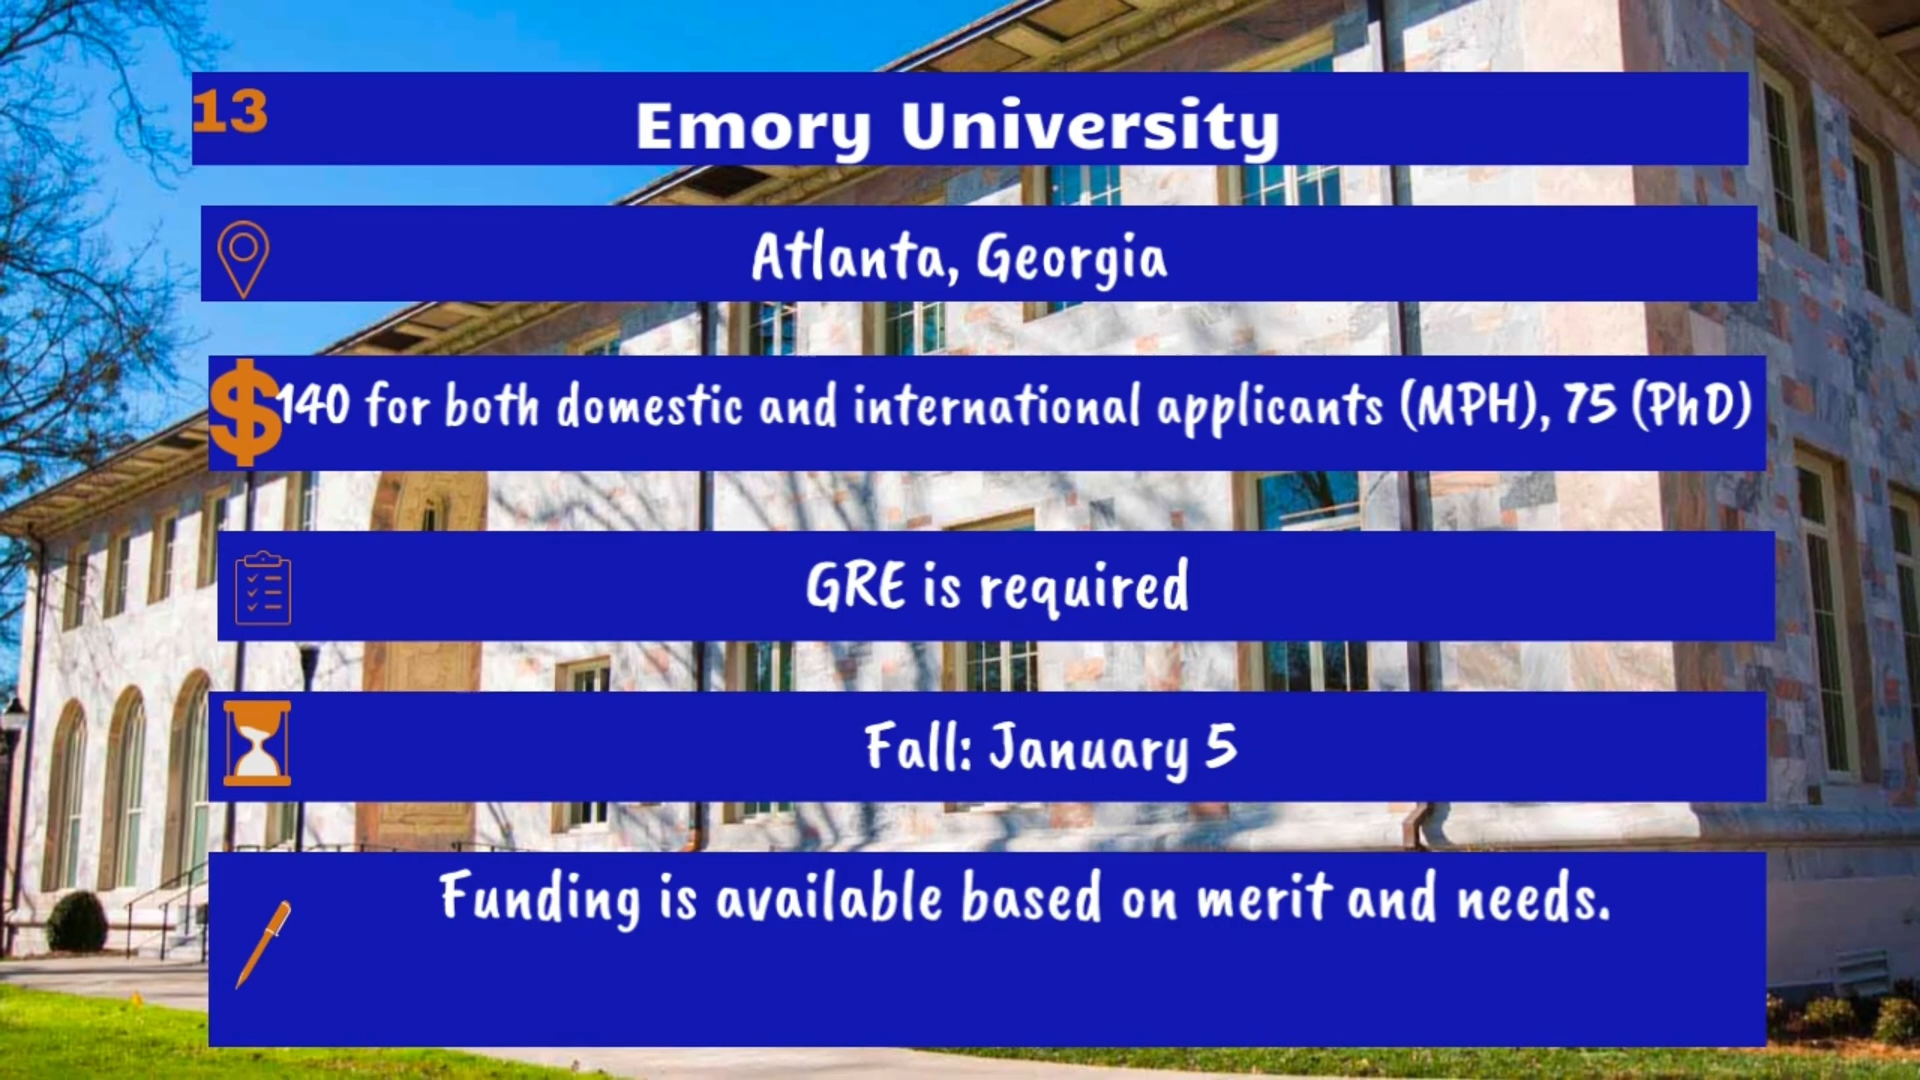 13
Emory University
Atlanta, Georgia
$140 for both domestic and international applicants (MPH), 75 (PhD)
GRE is required
Fall: January 5
Funding is available based on merit and needs.